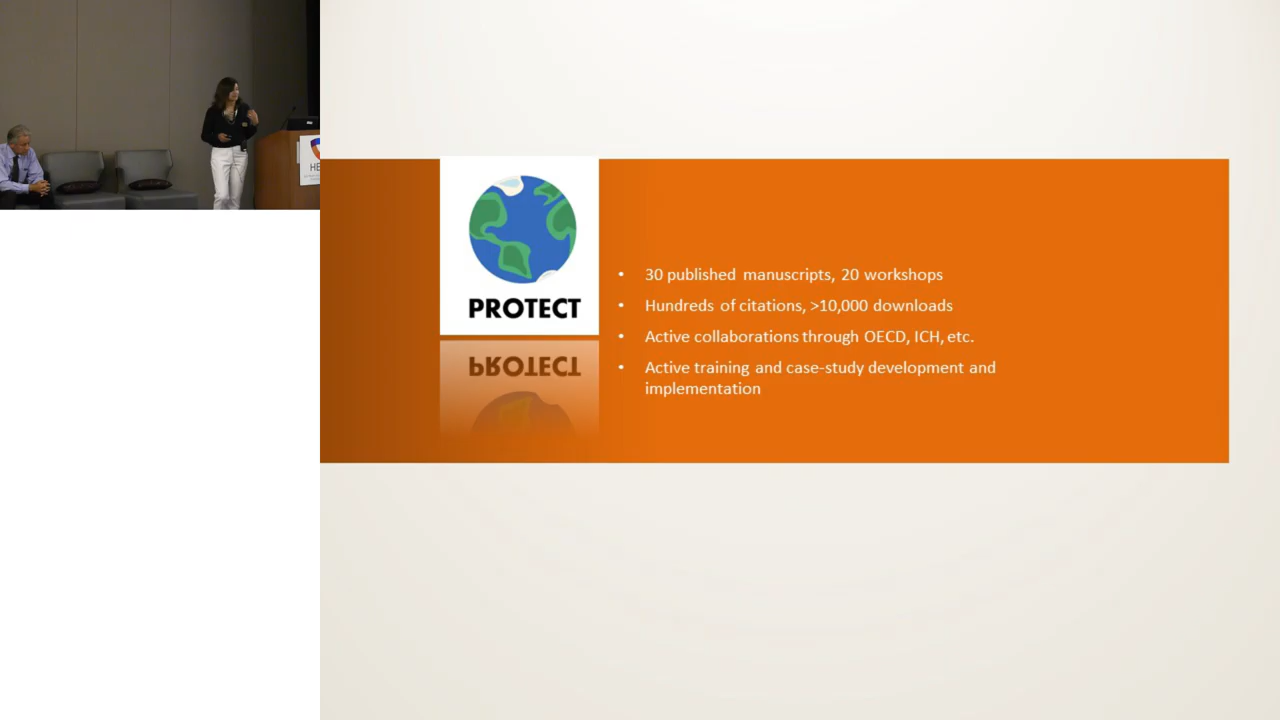 HE
PROTECT
PROTECT
• 30 published manuscripts, 20 workshops
• Hundreds of citations, >10,000 downloads
• Active collaborations through OECD, ICH, etc.
• Active training and case-study development and
implementation